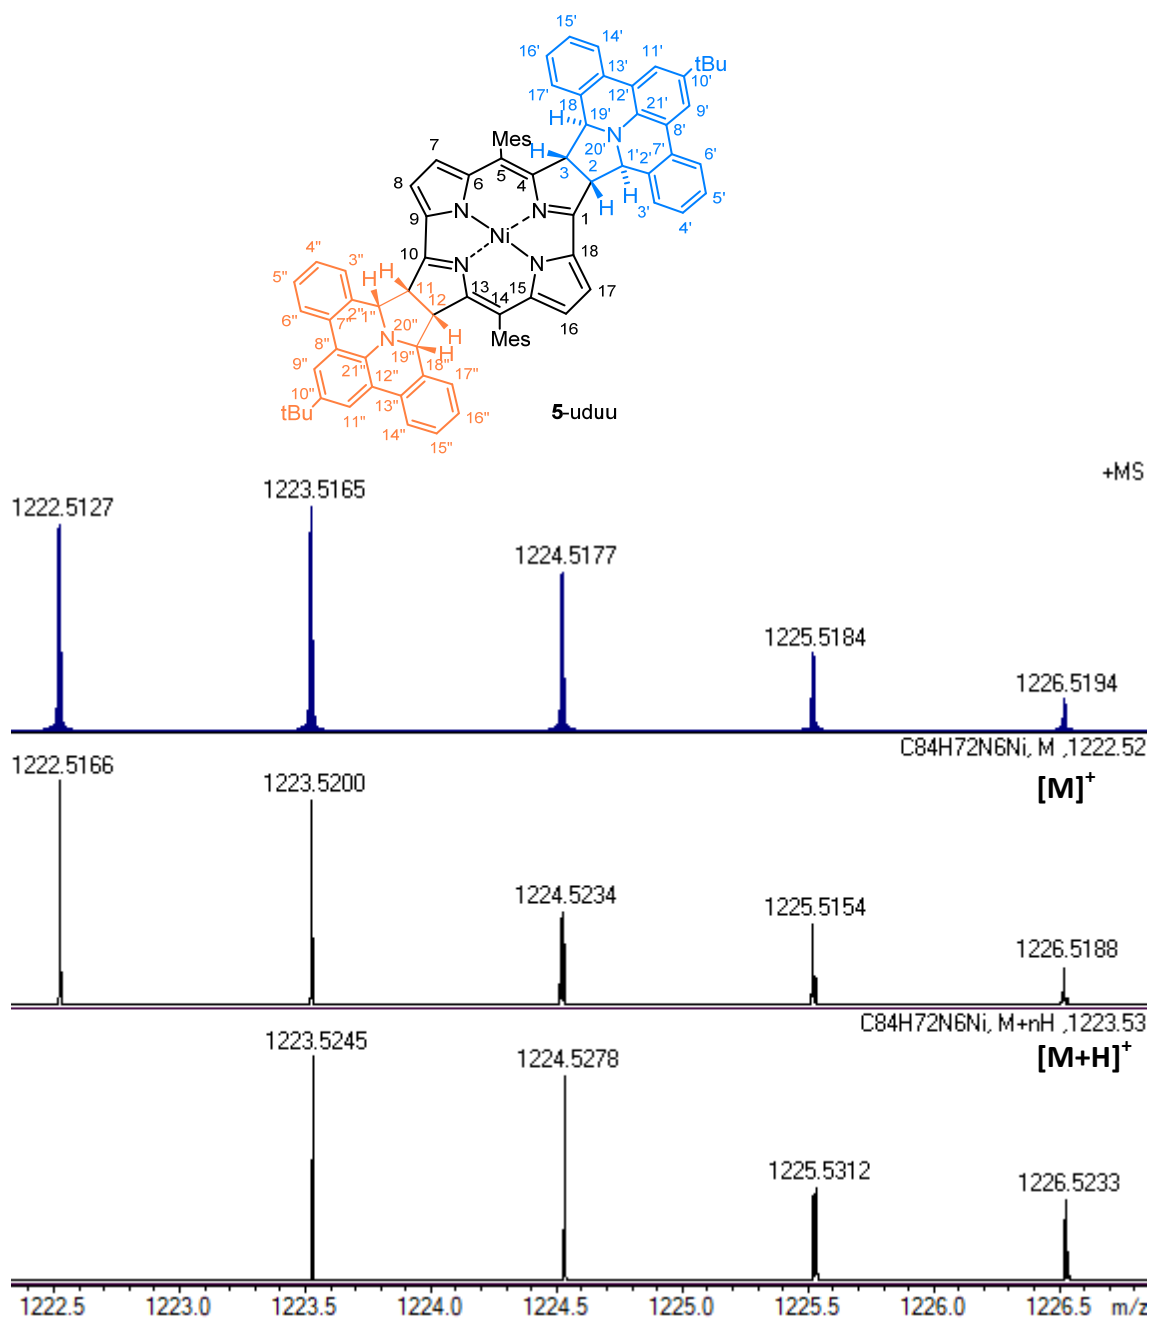 15' 14'
16' 11' tBu
13' 10'
17' 12'
18 21' 9'
H 19' 8'
N
Mes 20' 7' 6'
7 H 1' 2'
5 3 2
8 6 4 H 5'
H 3'
9 N N 1 4'
Ni
10 N N 18
4" 3" H
5" H 11 13 14 15 17
2" 1" 12 16
6" 7" 20" H Mes
8" N H
9" 21" 19" 18"
12" 17"
10" 13" 16"
tBu 11" 14" 15"
5-uduu
+MS
1222.5127 1223.5165 1224.5177 1225.5184 1226.5194
C84H72N6Ni, M ,1222.52
[M]+
1222.5166 1223.5200 1224.5234 1225.5154 1226.5188
C84H72N6Ni, M+nH ,1223.53
[M+H]+
1223.5245 1224.5278 1225.5312 1226.5233
1222.5 1223.0 1223.5 1224.0 1224.5 1225.0 1225.5 1226.0 1226.5 m/z